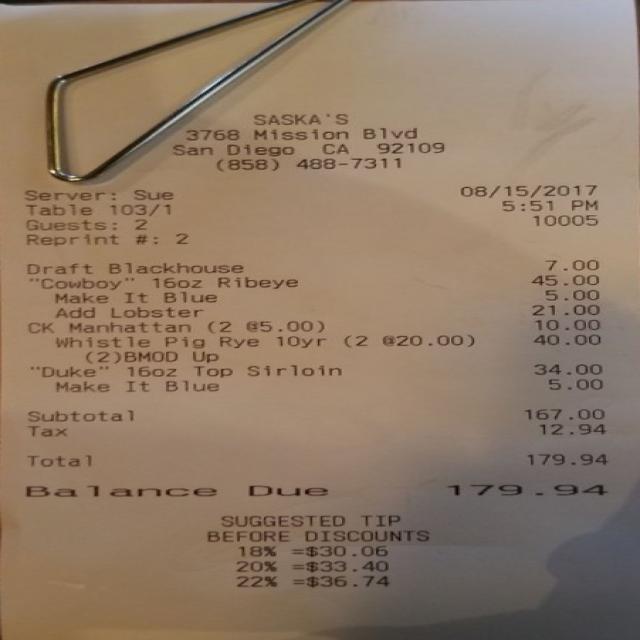 SASKA'S
3768 Mission Blvd
San Diego CA 92109
(858) 488-7311
Server: Sue 08/15/2017
Table 103/1 5:51 PM
Guests: 2 10005
Reprint #: 2
Draft Blackhouse 7.00
"Cowboy" 16oz Ribeye 45.00
Make It Blue 5.00
Add Lobster 21.00
CK Manhattan (2 @5.00) 10.00
Whistle Pig Rye 10yr (2 @20.00) 40.00
(2)BMOD Up
"Duke" 16oz Top Sirloin 34.00
Make It Blue 5.00
Subtotal 167.00
Tax 12.94
Total 179.94
Balance Due 179.94
SUGGESTED TIP
BEFORE DISCOUNTS
18% =$30.06
20% =$33.40
22% =$36.74